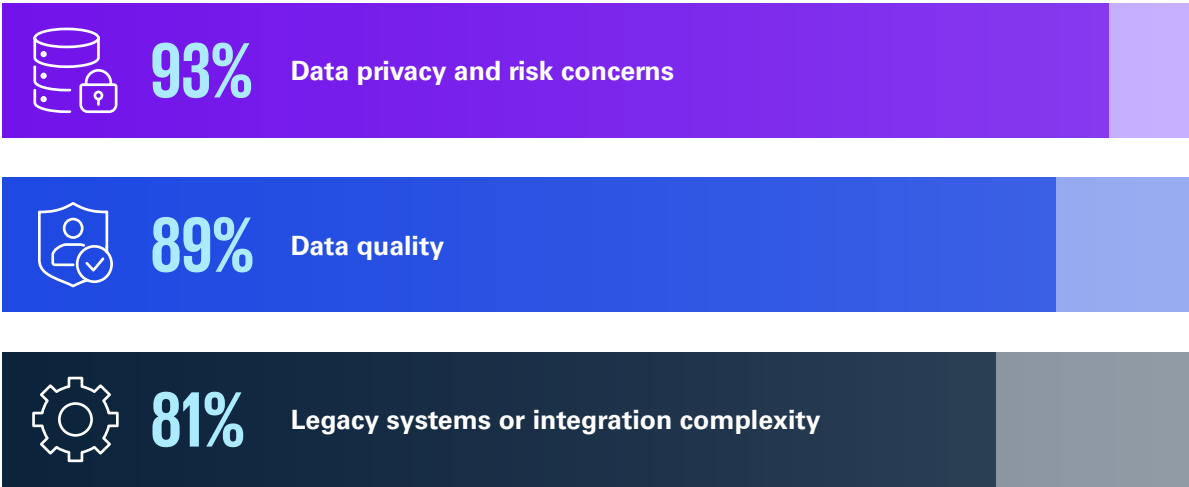 93% Data privacy and risk concerns
89% Data quality
81% Legacy systems or integration complexity